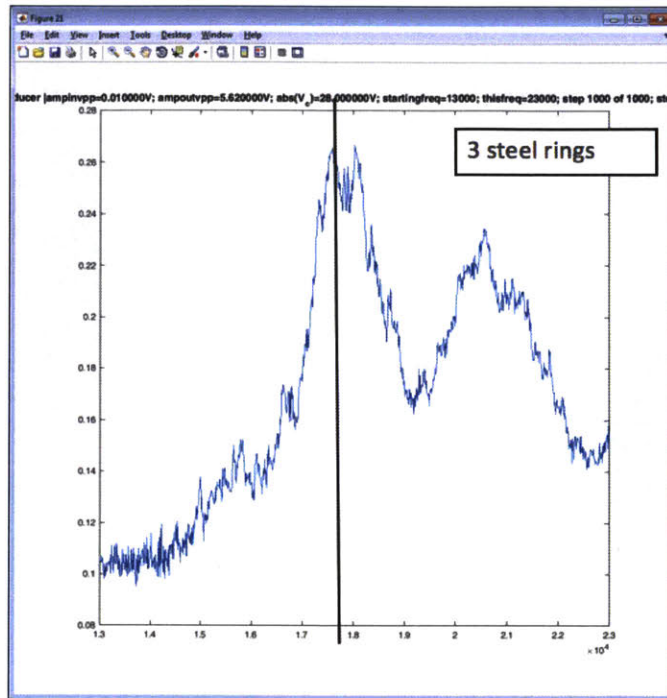 Figure 21
File Edit View Insert Tools Desktop Window Help
ducer |ampinvpp=0.010000V; ampoutvpp=5.620000V; abs(V_c)=28.000000V; startingfreq=13000; thisfreq=23000; step 1000 of 1000;
3 steel rings
0.28
0.26
0.24
0.22
0.2
0.18
0.16
0.14
0.12
0.1
0.08
1.3 1.4 1.5 1.6 1.7 1.8 1.9 2 2.1 2.2 2.3
×10⁴